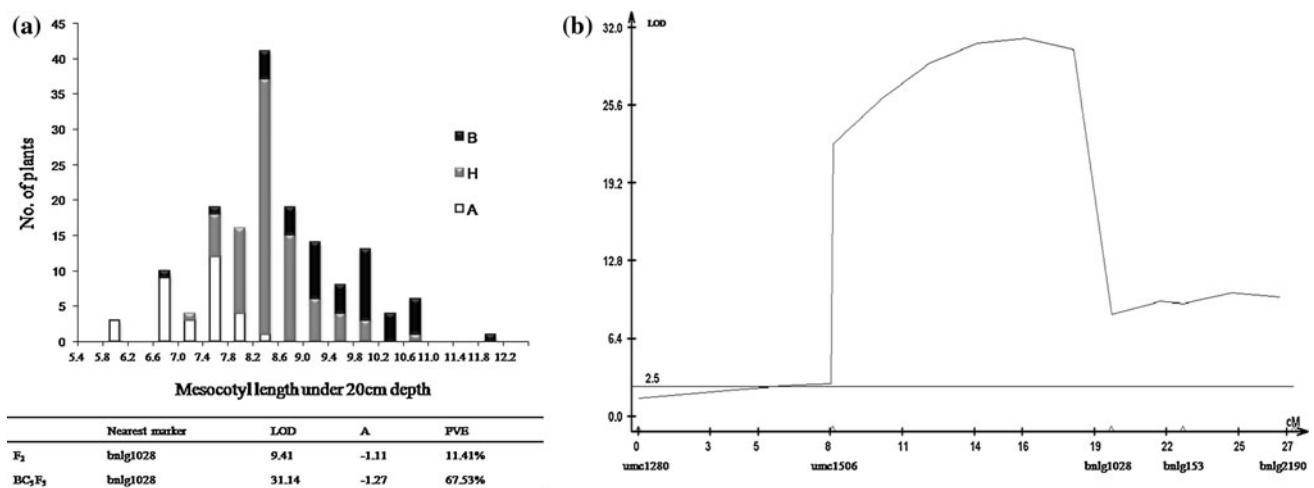 (a)
45
40
35
30
25
20
15
10
5
0
No. of plants
B
H
A
5.4 5.8 6.2 6.6 7.0 7.4 7.8 8.2 8.6 9.0 9.4 9.8 10.2 10.6 11.0 11.4 11.8 12.2
Mesocotyl length under 20cm depth
Nearest marker LOD A PVE
F2 bnlg1028 9.41 -1.11 11.41%
BC5F3 bnlg1028 31.14 -1.27 67.53%
(b)
LOD
32.0
25.6
19.2
12.8
6.4
2.5
0.0
cM
0 3 5 8 11 14 16 19 22 25 27
umc1280 umc1506 bnlg1028 bnlg153 bnlg2190